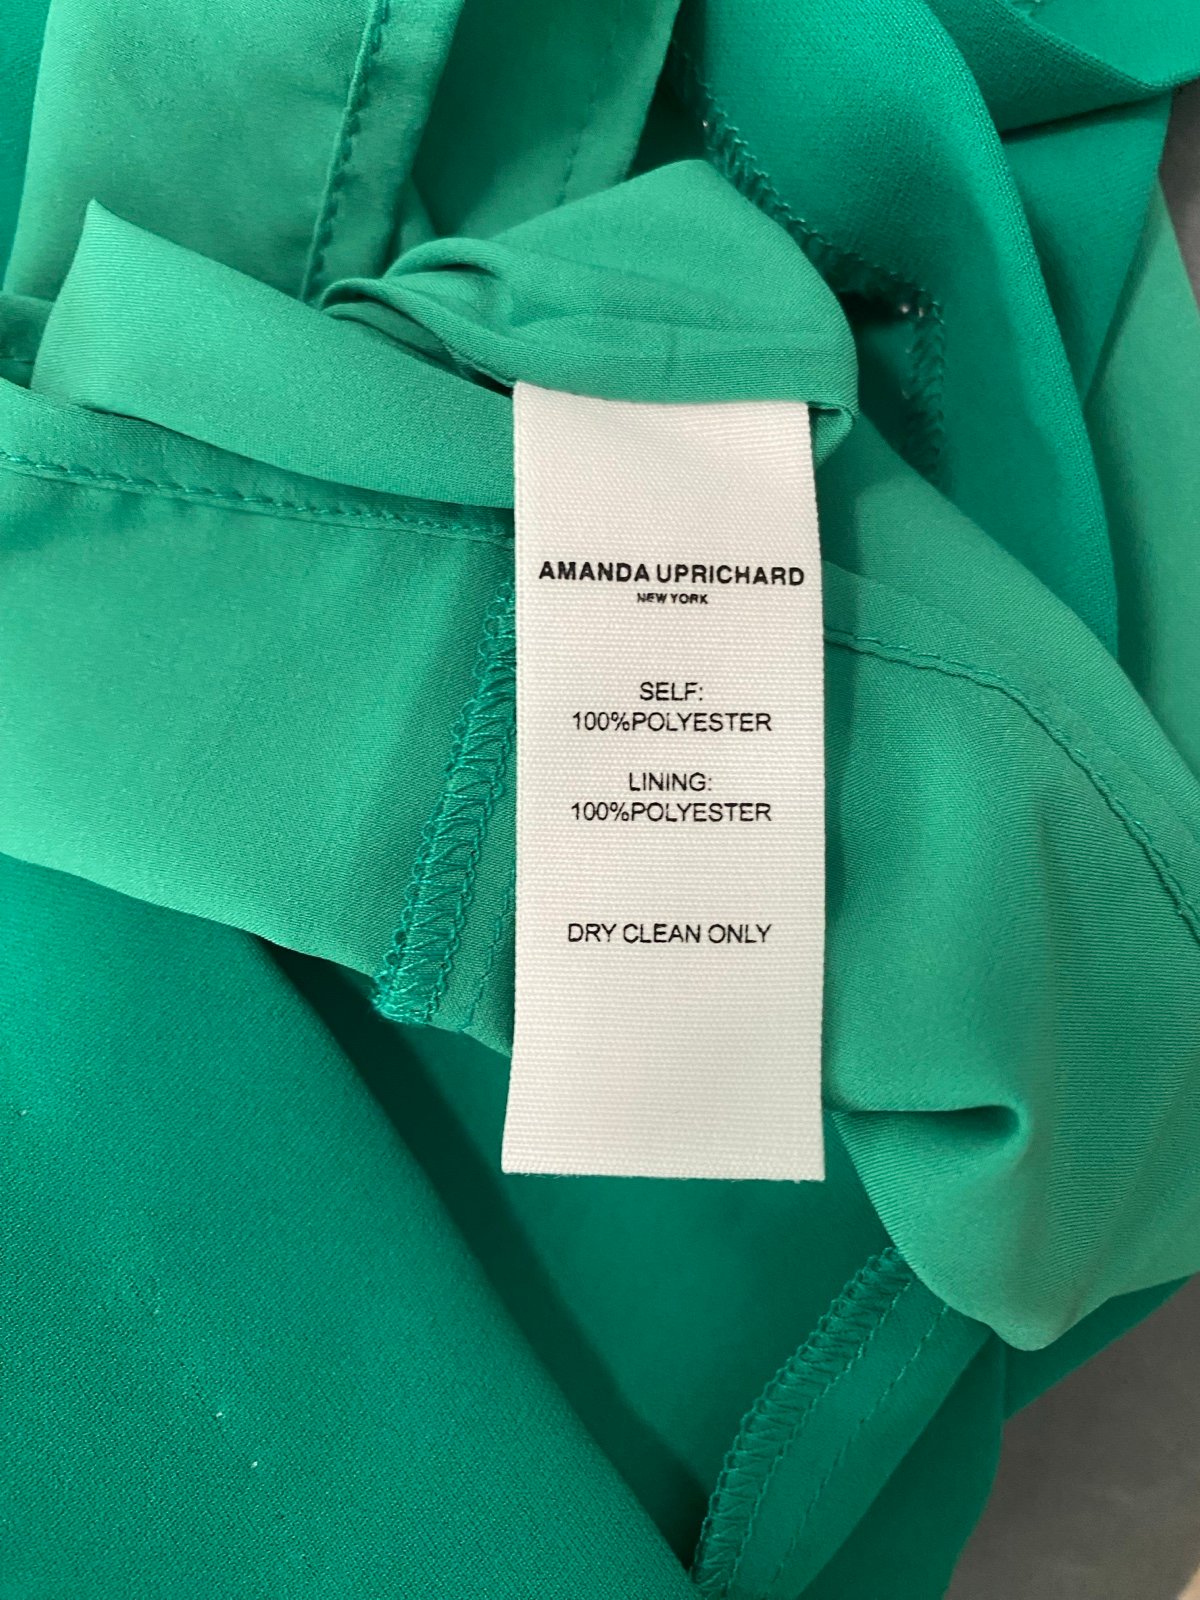 AMANDA UPRICHARD
NEW YORK
SELF:
100%POLYESTER
LINING:
100%POLYESTER
DRY CLEAN ONLY